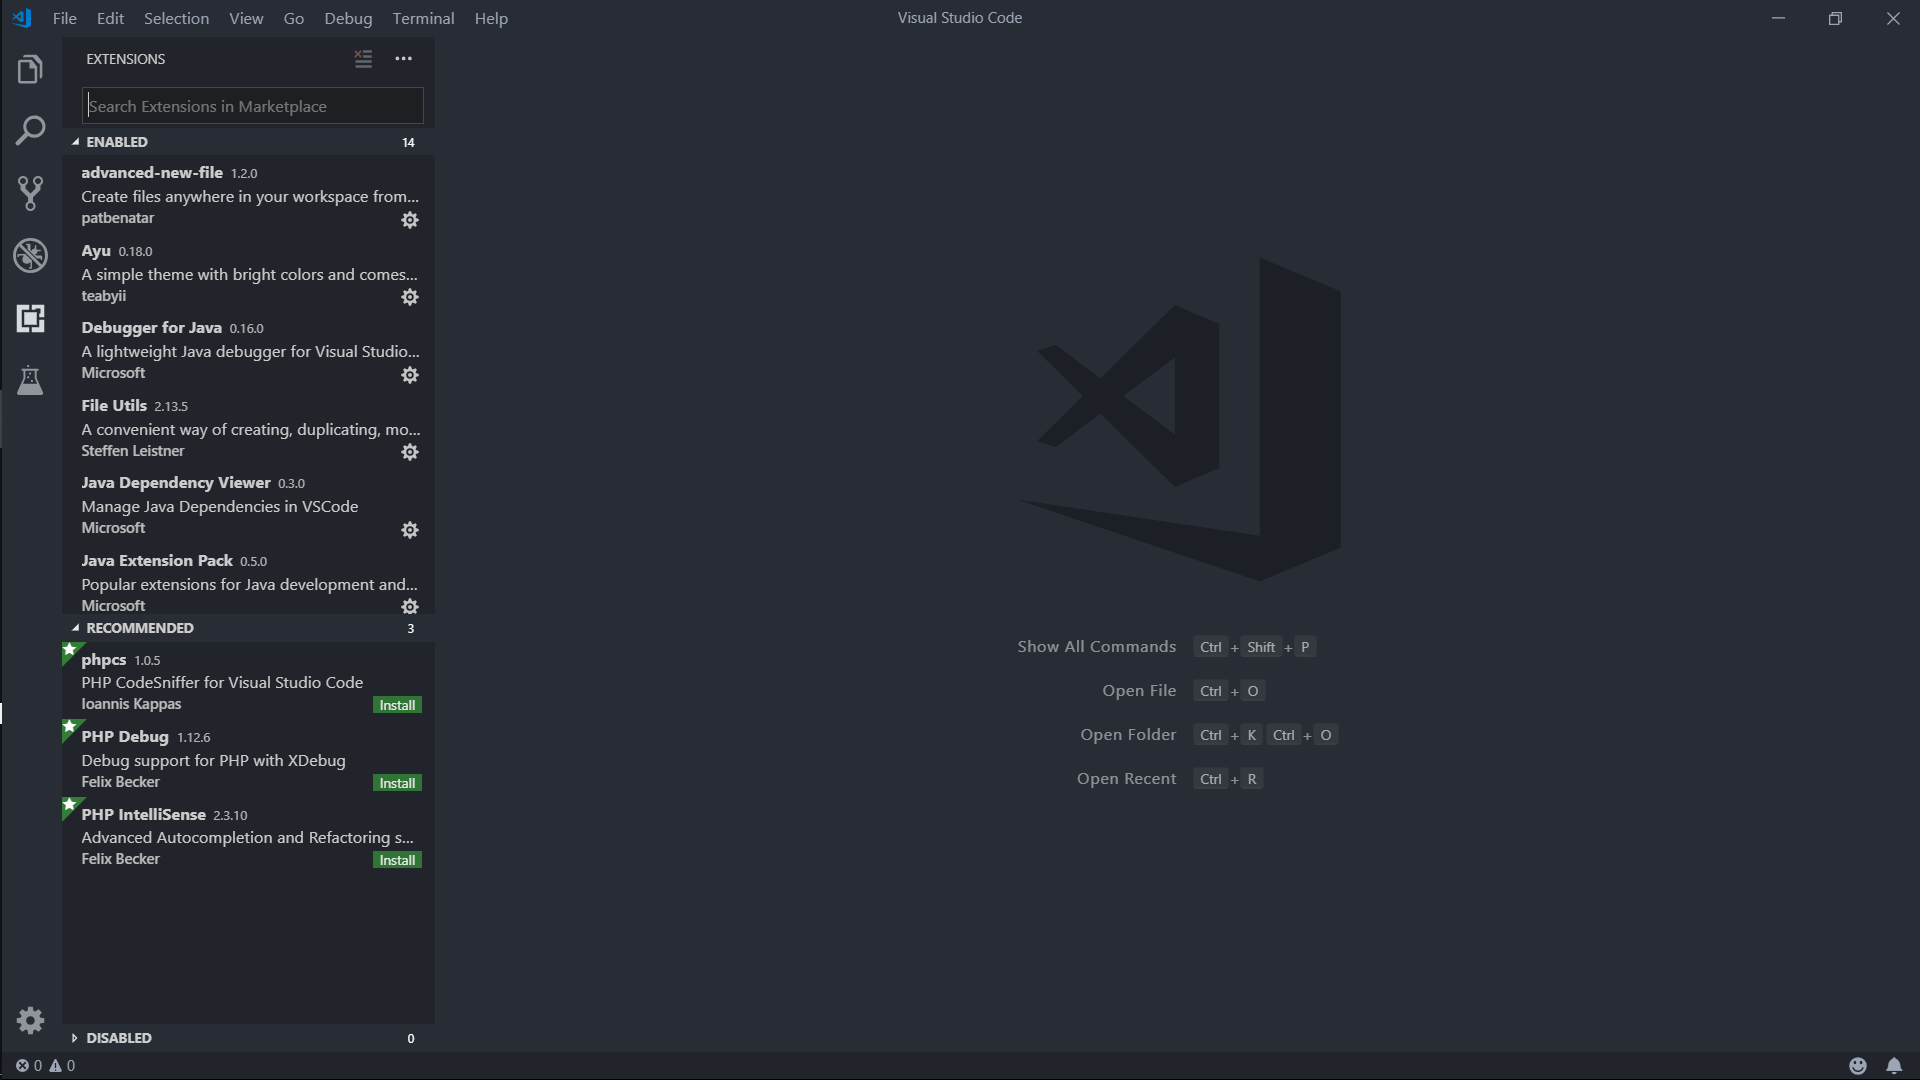 File Edit Selection View Go Debug Terminal Help
Visual Studio Code
EXTENSIONS
Search Extensions in Marketplace
ENABLED 14
advanced-new-file 1.2.0
Create files anywhere in your workspace from...
patbenatar
Ayu 0.18.0
A simple theme with bright colors and comes...
teabyii
Debugger for Java 0.16.0
A lightweight Java debugger for Visual Studio...
Microsoft
File Utils 2.13.5
A convenient way of creating, duplicating, mo...
Steffen Leistner
Java Dependency Viewer 0.3.0
Manage Java Dependencies in VSCode
Microsoft
Java Extension Pack 0.5.0
Popular extensions for Java development and...
Microsoft
RECOMMENDED 3
phpcs 1.0.5
PHP CodeSniffer for Visual Studio Code
Ioannis Kappas Install
PHP Debug 1.12.6
Debug support for PHP with XDebug
Felix Becker Install
PHP IntelliSense 2.3.10
Advanced Autocompletion and Refactoring s...
Felix Becker Install
DISABLED 0
0 0
Show All Commands Ctrl + Shift + P
Open File Ctrl + O
Open Folder Ctrl + K Ctrl + O
Open Recent Ctrl + R